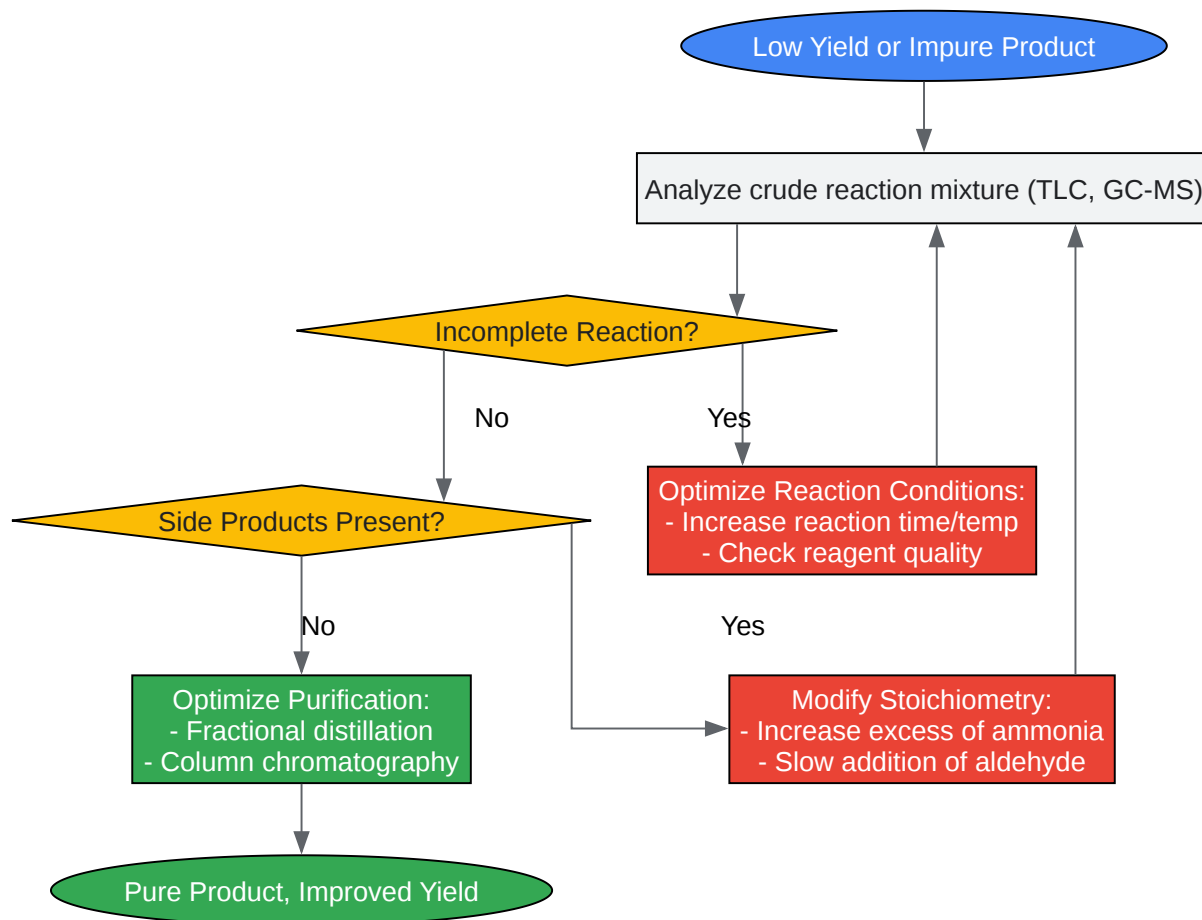 Low Yield or Impure Product
Analyze crude reaction mixture (TLC, GC-MS)
Incomplete Reaction?
No
Yes
Optimize Reaction Conditions:
- Increase reaction time/temp
- Check reagent quality
Side Products Present?
No
Yes
Optimize Purification:
- Fractional distillation
- Column chromatography
Modify Stoichiometry:
- Increase excess of ammonia
- Slow addition of aldehyde
Pure Product, Improved Yield